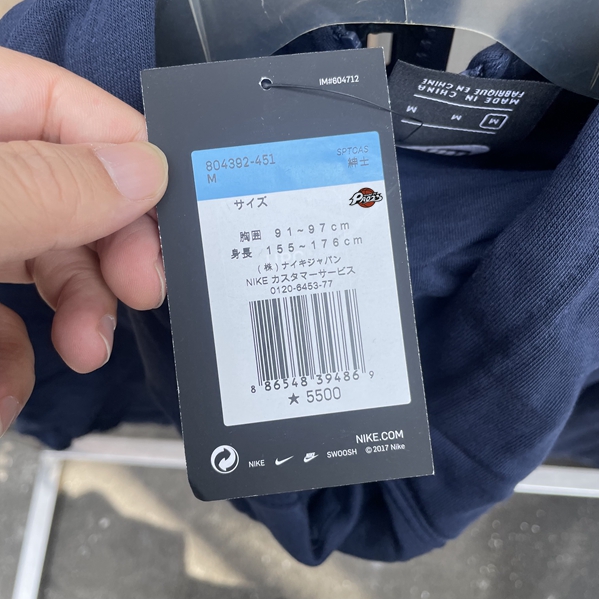 IM#604712
MADE IN CHINA
FABRIQUE EN CHINE
M
M
M
804392-451
M
SPTCAS
紳士
サイズ
Phat's
胸囲 91~97cm
身長 155~176cm
(株)ナイキジャパン
NIKE カスタマーサービス
0120-6453-77
8 86548 39486 9
★5500
NIKE.COM
NIKE
SWOOSH ©2017 Nike